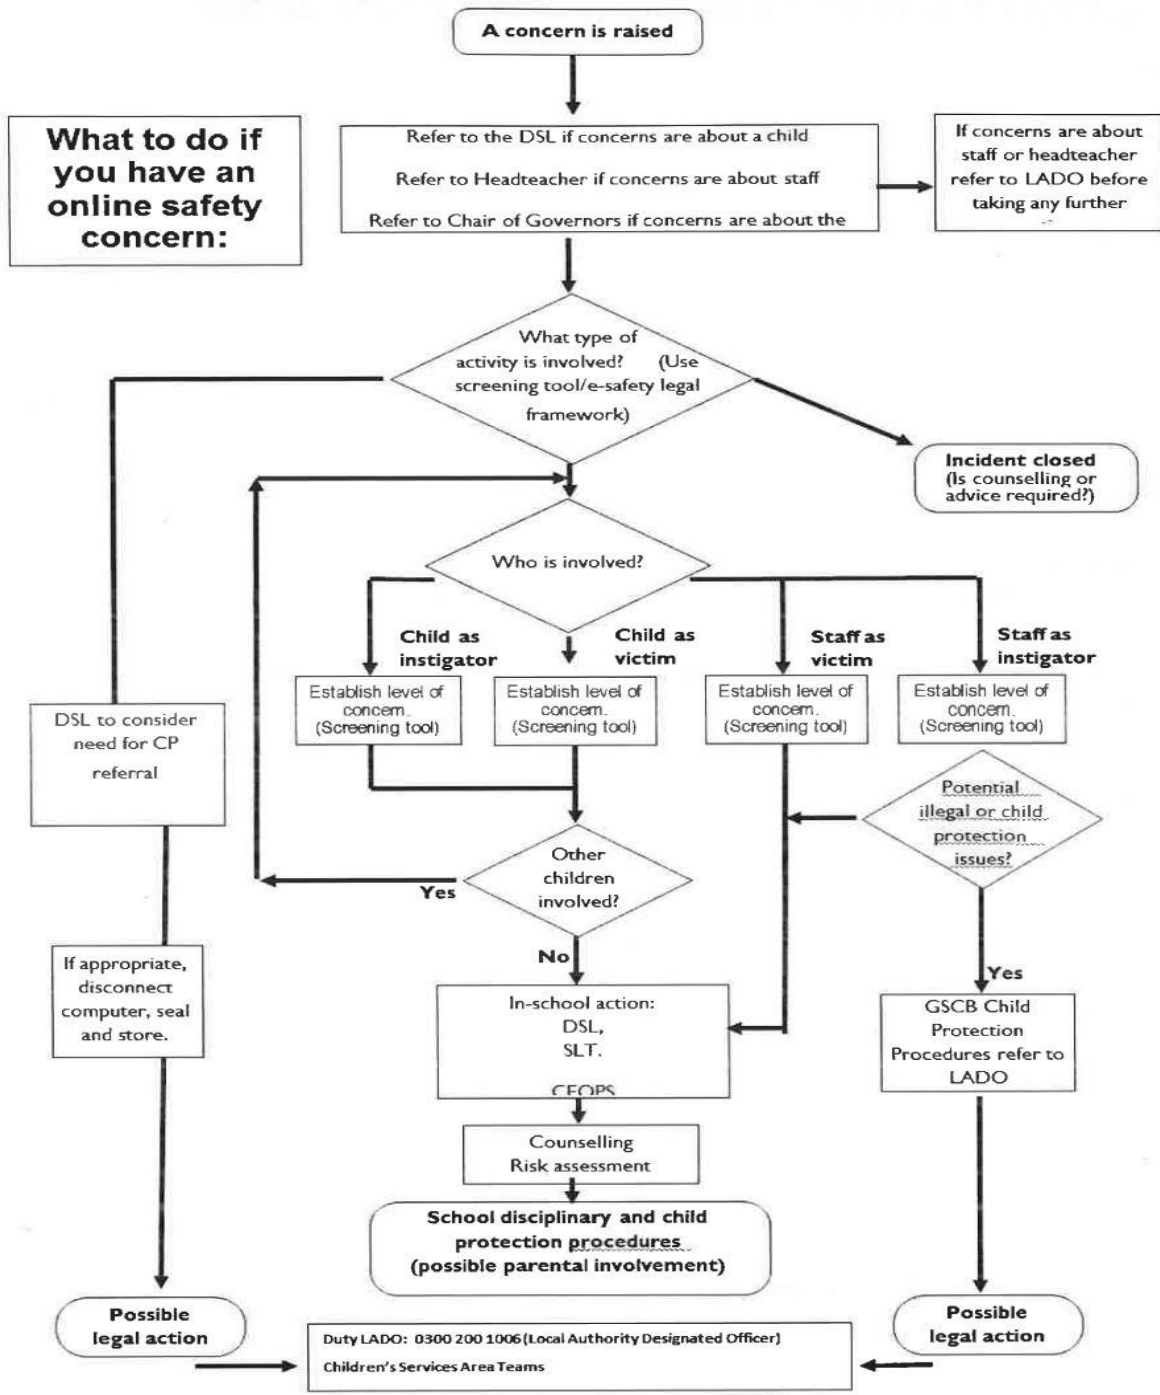 A concern is raised
What to do if
you have an
online safety
concern:
Refer to the DSL if concerns are about a child
Refer to Headteacher if concerns are about staff
Refer to Chair of Governors if concerns are about the
If concerns are about
staff or headteacher
refer to LADO before
taking any further
What type of
activity is involved? (Use
screening tool/e-safety legal
framework)
Incident closed
(Is counselling or
advice required?)
Who is involved?
Child as
instigator
Child as
victim
Staff as
victim
Staff as
instigator
Establish level of
concern.
(Screening tool)
Establish level of
concern.
(Screening tool)
Establish level of
concern.
(Screening tool)
Establish level of
concern.
(Screening tool)
DSL to consider
need for CP
referral
Potential
illegal or child
protection
issues?
Other
children
involved?
Yes
No
If appropriate,
disconnect
computer, seal
and store.
In-school action:
DSL,
SLT.
CEOPS
Yes
GSCB Child
Protection
Procedures refer to
LADO
Counselling
Risk assessment
School disciplinary and child
protection procedures
(possible parental involvement)
Possible
legal action
Possible
legal action
Duty LADO: 0300 200 1006 (Local Authority Designated Officer)
Children's Services Area Teams